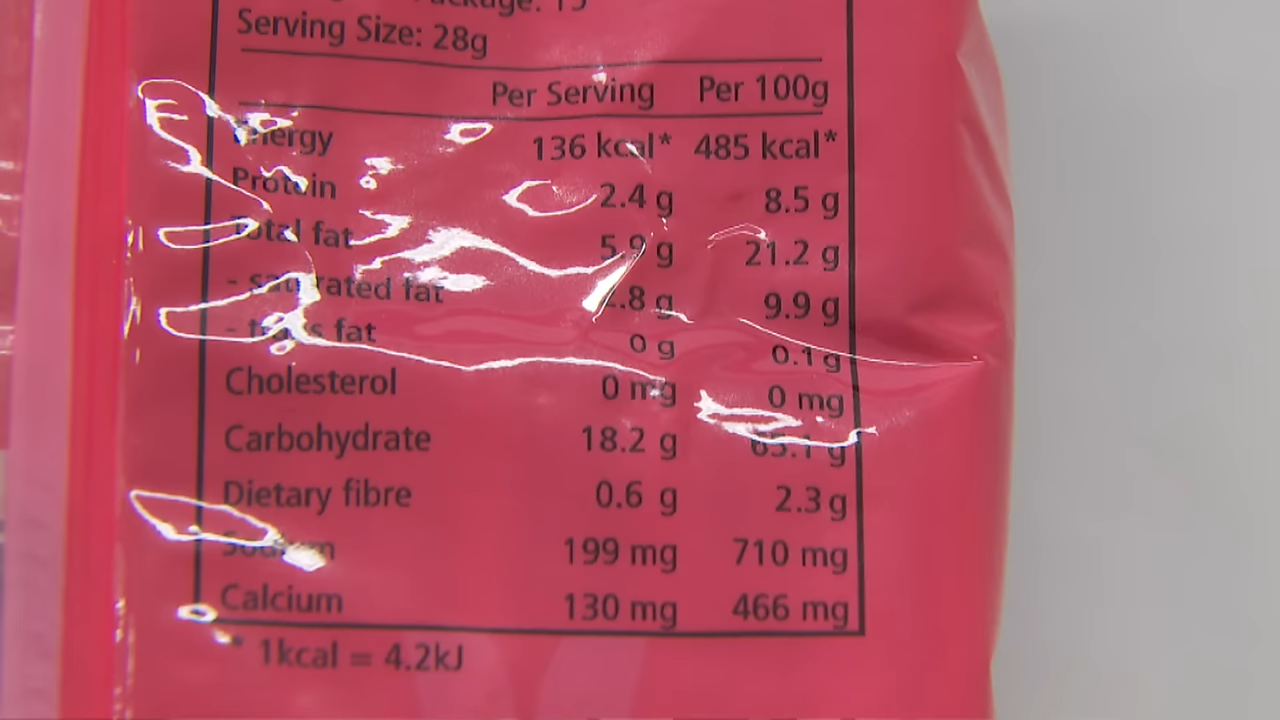 Serving Size: 28g
Per Serving Per 100g
Energy 136 kcal* 485 kcal*
Protein 2.4 g 8.5 g
Total fat 5.9 g 21.2 g
- saturated fat 9.9 g
- trans fat 0 g 0.1 g
Cholesterol 0 mg 0 mg
Carbohydrate 18.2 g 65.1 g
Dietary fibre 0.6 g 2.3 g
Sodium 199 mg 710 mg
Calcium 130 mg 466 mg
* 1kcal = 4.2kJ